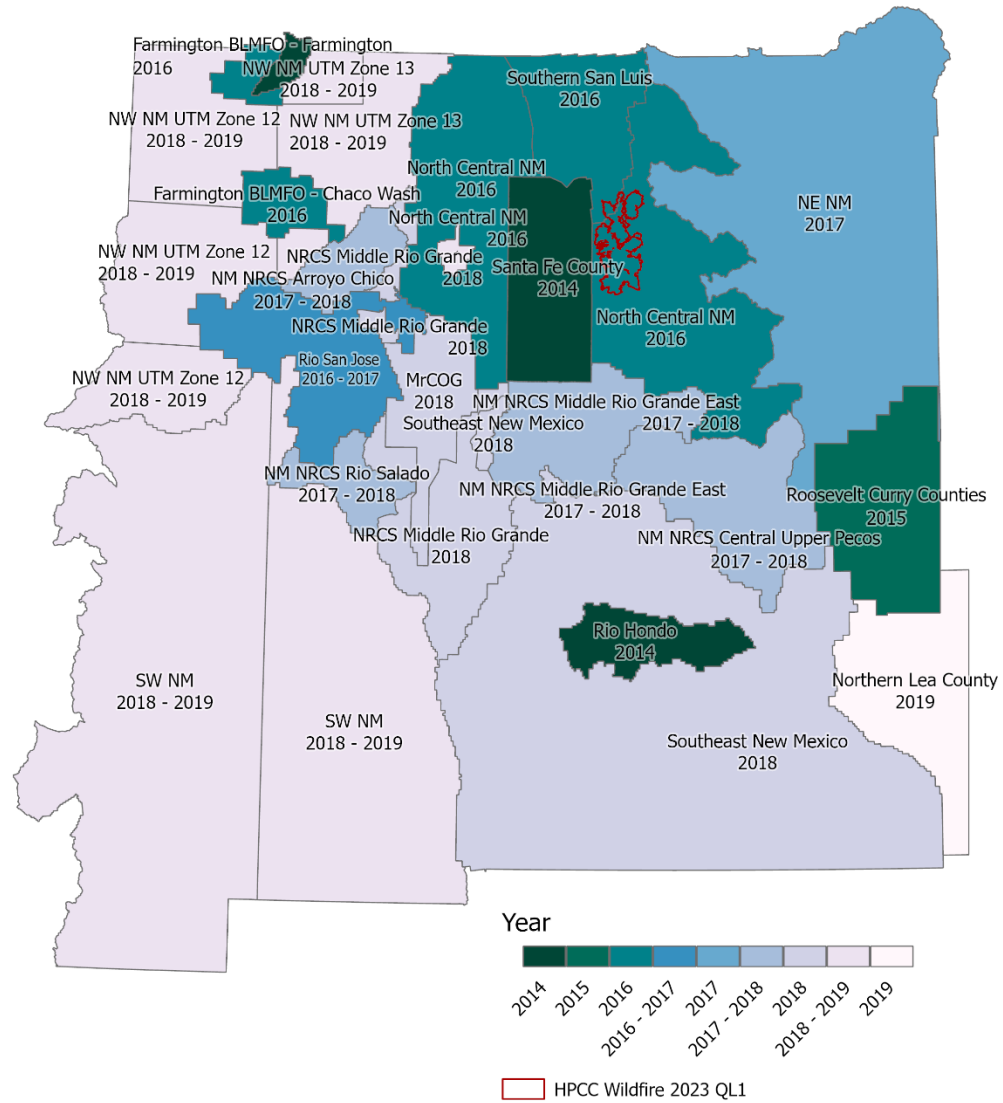 Farmington BLMFO - Farmington
2016
NW NM UTM Zone 13
2018 - 2019
Southern San Luis
2016
NW NM UTM Zone 12
2018 - 2019
NW NM UTM Zone 13
2018 - 2019
North Central NM
2016
Farmington BLMFO - Chaco Wash
2016
NE NM
2017
North Central NM
2016
NW NM UTM Zone 12
2018 - 2019
NRCS Middle Rio Grande
2018
Santa Fe County
2014
NM NRCS Arroyo Chico
2017 - 2018
North Central NM
2016
NRCS Middle Rio Grande
2018
Rio San Jose
2016 - 2017
NW NM UTM Zone 12
2018 - 2019
MrCOG
2018
NM NRCS Middle Rio Grande East
2017 - 2018
Southeast New Mexico
2018
NM NRCS Rio Salado
2017 - 2018
NM NRCS Middle Rio Grande East
2017 - 2018
Roosevelt Curry Counties
2015
NRCS Middle Rio Grande
2018
NM NRCS Central Upper Pecos
2017 - 2018
Rio Hondo
2014
SW NM
2018 - 2019
Northern Lea County
2019
SW NM
2018 - 2019
Southeast New Mexico
2018
Year
2014
2015
2016
2016 - 2017
2017
2017 - 2018
2018
2018 - 2019
2019
HPCC Wildfire 2023 QL1